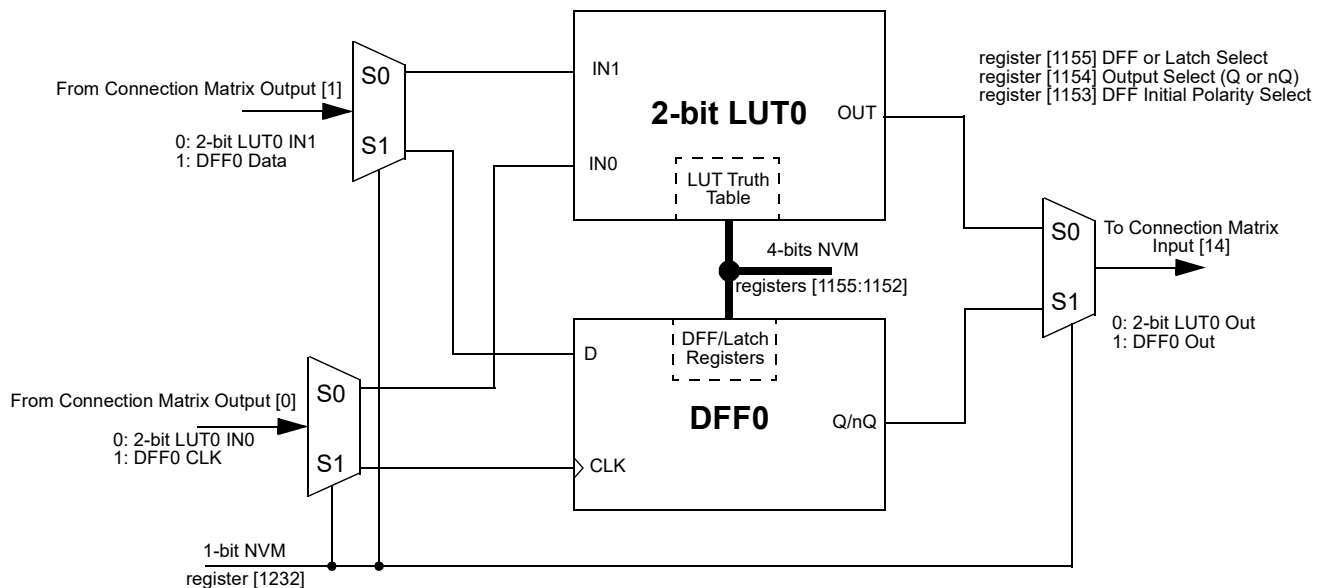 register [1155] DFF or Latch Select
register [1154] Output Select (Q or nQ)
register [1153] DFF Initial Polarity Select
From Connection Matrix Output [1]
0: 2-bit LUT0 IN1
1: DFF0 Data
S0
S1
IN1
IN0
2-bit LUT0
OUT
LUT Truth
Table
4-bits NVM
registers [1155:1152]
S0
S1
To Connection Matrix
Input [14]
0: 2-bit LUT0 Out
1: DFF0 Out
From Connection Matrix Output [0]
0: 2-bit LUT0 IN0
1: DFF0 CLK
S0
S1
D
CLK
DFF/Latch
Registers
DFF0
Q/nQ
1-bit NVM
register [1232]